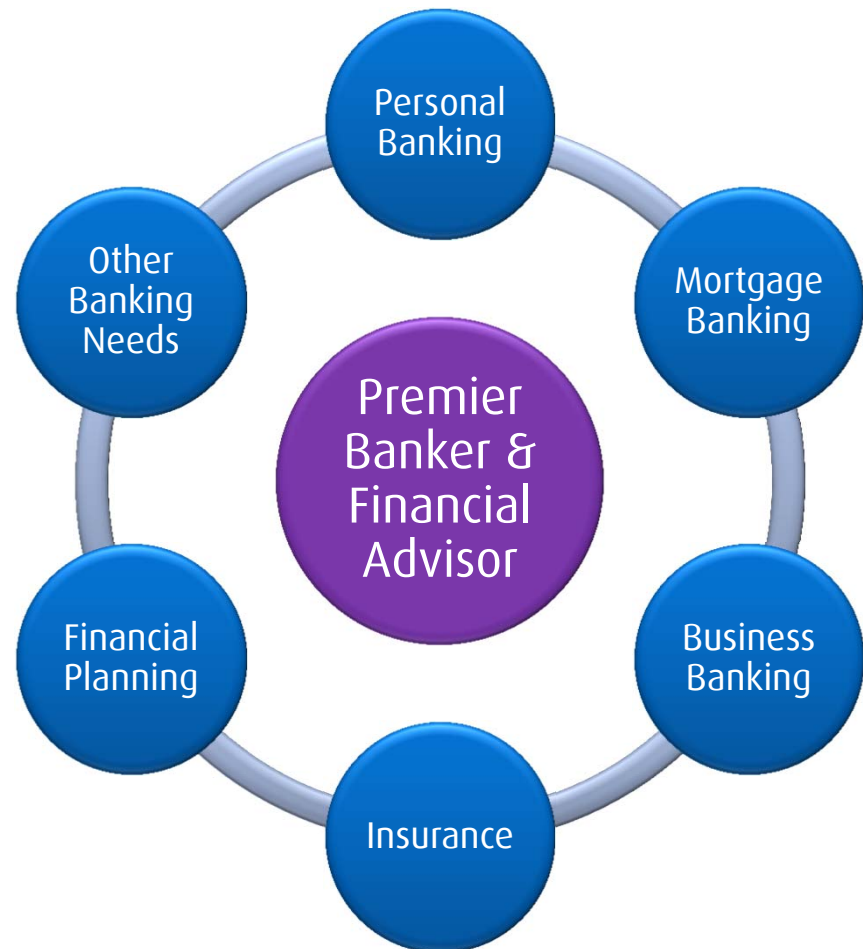 Personal
Banking
Other
Banking
Needs
Mortgage
Banking
Premier
Banker &
Financial
Advisor
Financial
Planning
Business
Banking
Insurance